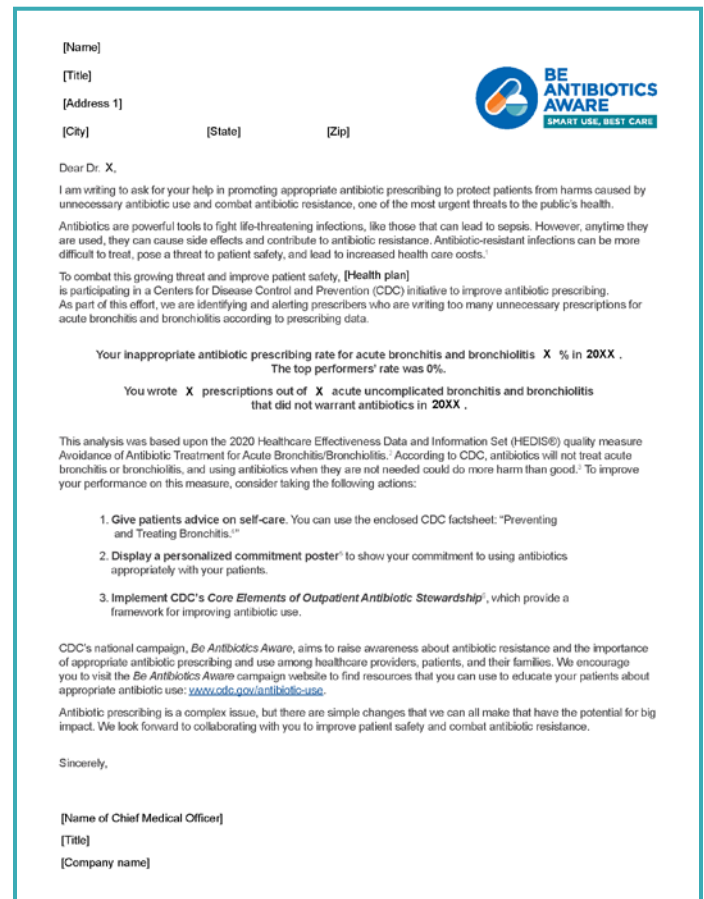 [Name]
[Title]
[Address 1]
[City] [State] [Zip]
BE
ANTIBIOTICS
AWARE
SMART USE, BEST CARE
Dear Dr. X,
I am writing to ask for your help in promoting appropriate antibiotic prescribing to protect patients from harms caused by
unnecessary antibiotic use and combat antibiotic resistance, one of the most urgent threats to the public's health.
Antibiotics are powerful tools to fight life-threatening infections, like those that can lead to sepsis. However, anytime they
are used, they can cause side effects and contribute to antibiotic resistance. Antibiotic-resistant infections can be more
difficult to treat, pose a threat to patient safety, and lead to increased health care costs.¹
To combat this growing threat and improve patient safety, [Health plan]
is participating in a Centers for Disease Control and Prevention (CDC) initiative to improve antibiotic prescribing.
As part of this effort, we are identifying and alerting prescribers who are writing too many unnecessary prescriptions for
acute bronchitis and bronchiolitis according to prescribing data.
Your inappropriate antibiotic prescribing rate for acute bronchitis and bronchiolitis X % in 20XX .
The top performers' rate was 0%.
You wrote X prescriptions out of X acute uncomplicated bronchitis and bronchiolitis
that did not warrant antibiotics in 20XX .
This analysis was based upon the 2020 Healthcare Effectiveness Data and Information Set (HEDIS®) quality measure
Avoidance of Antibiotic Treatment for Acute Bronchitis/Bronchiolitis. According to CDC, antibiotics will not treat acute
bronchitis or bronchiolitis, and using antibiotics when they are not needed could do more harm than good. To improve
your performance on this measure, consider taking the following actions:
1. Give patients advice on self-care. You can use the enclosed CDC factsheet: "Preventing
and Treating Bronchitis."
2. Display a personalized commitment poster to show your commitment to using antibiotics
appropriately with your patients.
3. Implement CDC's Core Elements of Outpatient Antibiotic Stewardship, which provide a
framework for improving antibiotic use.
CDC's national campaign, Be Antibiotics Aware, aims to raise awareness about antibiotic resistance and the importance
of appropriate antibiotic prescribing and use among healthcare providers, patients, and their families. We encourage
you to visit the Be Antibiotics Aware campaign website to find resources that you can use to educate your patients about
appropriate antibiotic use: www.cdc.gov/antibiotic-use.
Antibiotic prescribing is a complex issue, but there are simple changes that we can all make that have the potential for big
impact. We look forward to collaborating with you to improve patient safety and combat antibiotic resistance.
Sincerely,
[Name of Chief Medical Officer]
[Title]
[Company name]